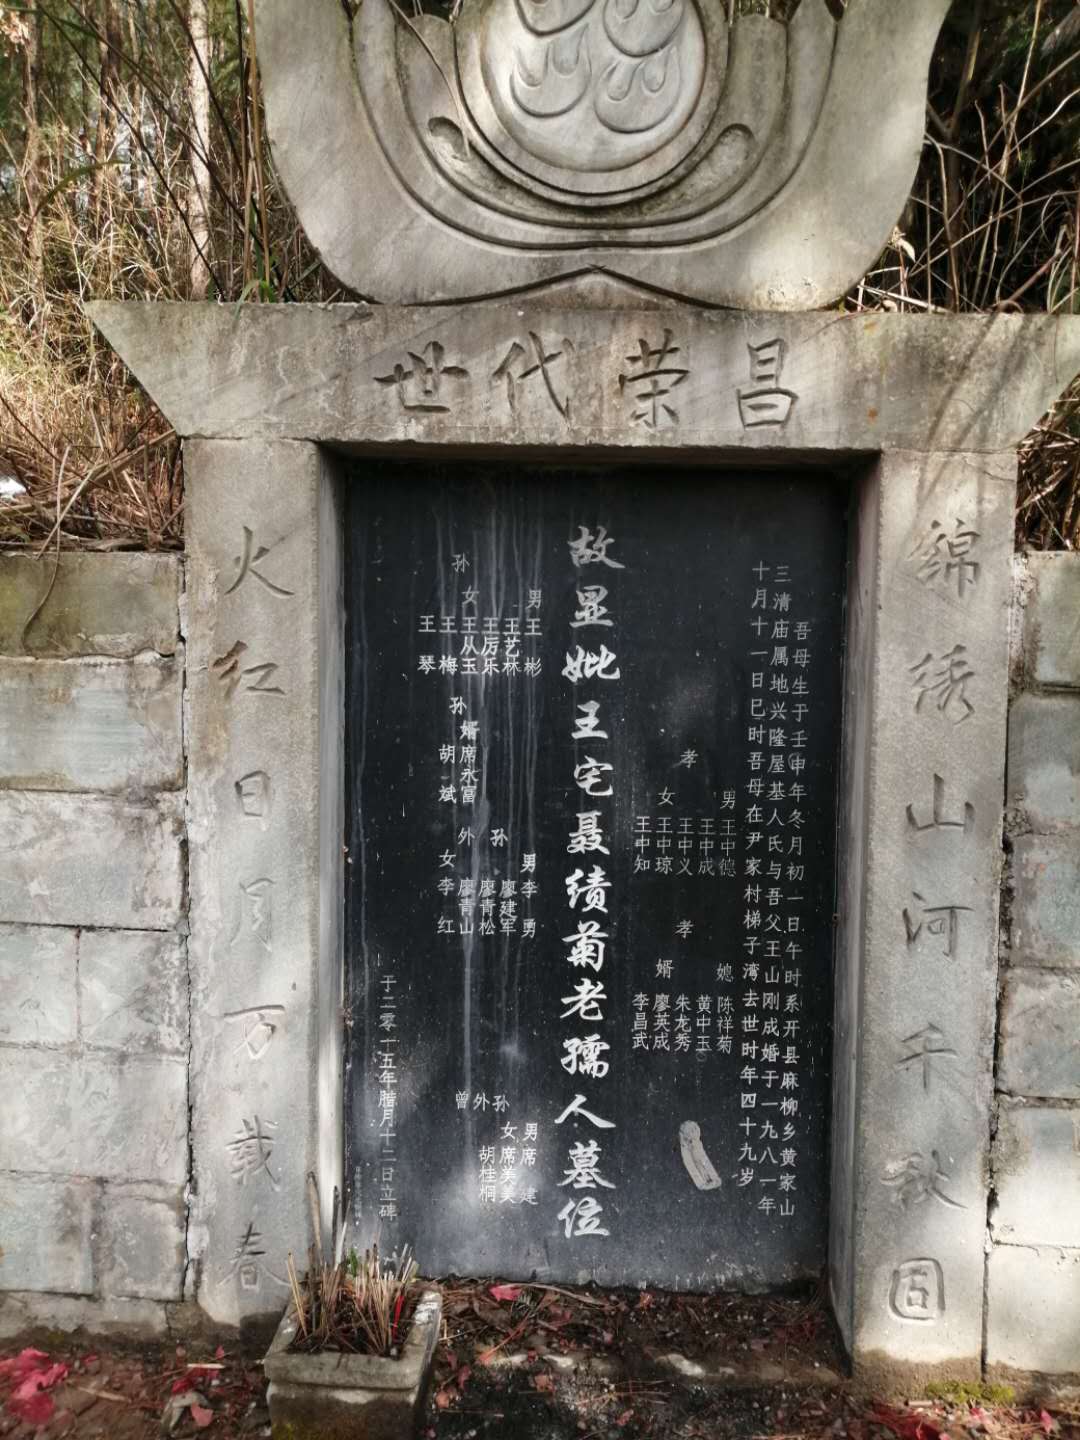 世代荣昌
锦绣山河千秋固
吾母生于壬申年冬月初一日午时系开县麻柳乡黄家山
三清庙属地兴隆屋基人氏与吾父王山刚成婚于一九八一年
十月十一日巳时吾母在尹家村梯子湾去世时年四十九岁
孝
男 王中德
王中成
王中义
女 王中琼
王中知
孝
媳 陈祥菊
黄中玉
朱龙秀
婿 廖英成
李昌武
故显妣王宅聂绩菊老孺人墓位
孙
男 王彬
王艺林
王厉乐
女 王从玉
王梅
王琴
孙
婿 席永富
胡斌
外孙
男 李勇
廖建军
廖青松
廖青山
女 李红
曾外孙
男 席建
女 席美美
胡桂桐
于二零一五年腊月十二日立碑
火红日月万载春